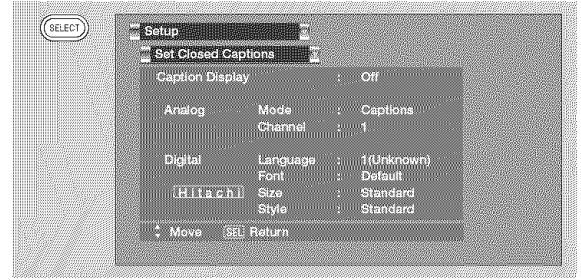 SELECT
Setup
Set Closed Captions
Caption Display : Off
Analog Mode : Captions
Channel : 1
Digital Language : 1(Unknown)
Font : Default
Hitachi Size : Standard
Style : Standard
Move SEL Return